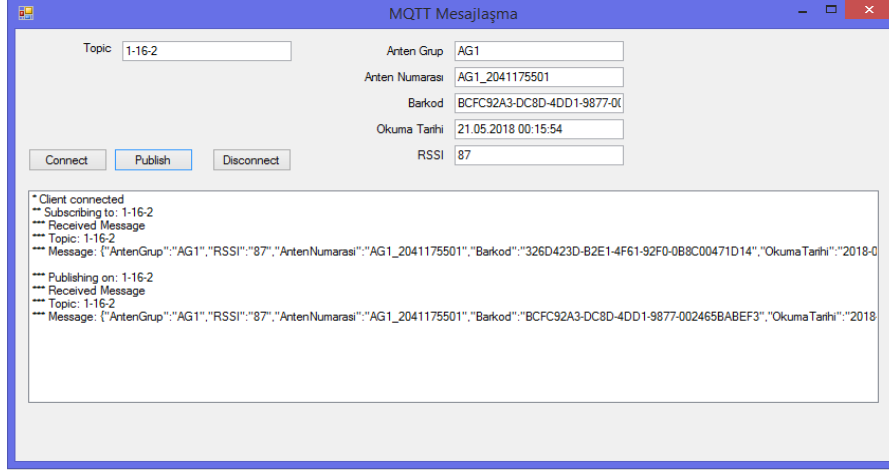 MQTT Mesajlaşma
Topic 1-16-2
Anten Grup AG1
Anten Numarası AG1_2041175501
Barkod BCFC92A3-DC8D-4DD1-9877-0
Okuma Tarihi 21.05.2018 00:15:54
RSSI 87
Connect Publish Disconnect
* Client connected
** Subscribing to: 1-16-2
*** Received Message
*** Topic: 1-16-2
*** Message: {"AntenGrup":"AG1","RSSI":"87","AntenNumarasi":"AG1_2041175501","Barkod":"326D423D-B2E1-4F61-92F0-0B8C00471D14","OkumaTarihi":"2018-0
*** Publishing on: 1-16-2
*** Received Message
*** Topic: 1-16-2
*** Message: {"AntenGrup":"AG1","RSSI":"87","AntenNumarasi":"AG1_2041175501","Barkod":"BCFC92A3-DC8D-4DD1-9877-002465BABEF3","OkumaTarihi":"2018-